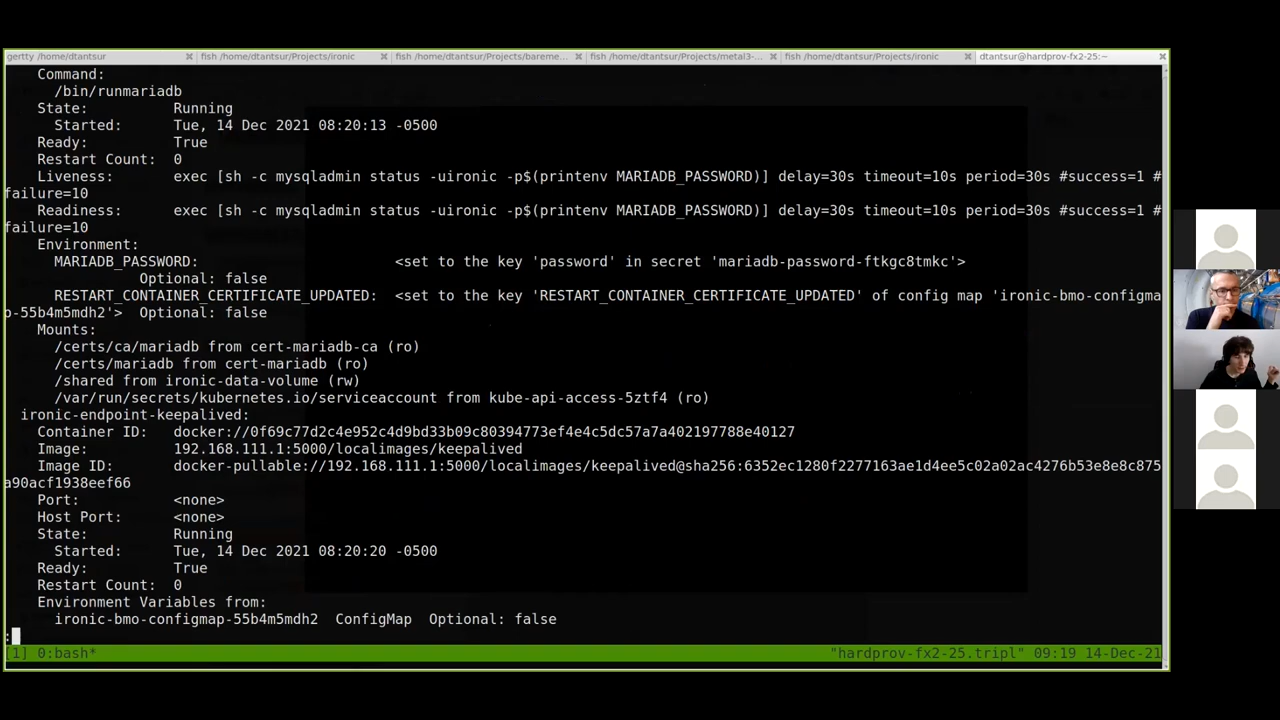 gertty /home/dtantsur
fish /home/dtantsur/Projects/ironic
fish /home/dtantsur/Projects/bareme...
fish /home/dtantsur/Projects/metal3-...
fish /home/dtantsur/Projects/ironic
dtantsur@hardprov-fx2-25:~
Command:
/bin/runmariadb
State: Running
Started: Tue, 14 Dec 2021 08:20:13 -0500
Ready: True
Restart Count: 0
Liveness: exec [sh -c mysqladmin status -uironic -p$(printenv MARIADB_PASSWORD)] delay=30s timeout=10s period=30s #success=1 #
failure=10
Readiness: exec [sh -c mysqladmin status -uironic -p$(printenv MARIADB_PASSWORD)] delay=30s timeout=10s period=30s #success=1 #
failure=10
Environment:
MARIADB_PASSWORD: <set to the key 'password' in secret 'mariadb-password-ftkgc8tmkc'>
Optional: false
RESTART_CONTAINER_CERTIFICATE_UPDATED: <set to the key 'RESTART_CONTAINER_CERTIFICATE_UPDATED' of config map 'ironic-bmo-configma
p-55b4m5mdh2'> Optional: false
Mounts:
/certs/ca/mariadb from cert-mariadb-ca (ro)
/certs/mariadb from cert-mariadb (ro)
/shared from ironic-data-volume (rw)
/var/run/secrets/kubernetes.io/serviceaccount from kube-api-access-5ztf4 (ro)
ironic-endpoint-keepalived:
Container ID: docker://0f69c77d2c4e952c4d9bd33b09c80394773ef4e4c5dc57a7a402197788e40127
Image: 192.168.111.1:5000/localimages/keepalived
Image ID: docker-pullable://192.168.111.1:5000/localimages/keepalived@sha256:6352ec1280f2277163ae1d4ee5c02a02ac4276b53e8e8c875
a90acf1938eef66
Port: <none>
Host Port: <none>
State: Running
Started: Tue, 14 Dec 2021 08:20:20 -0500
Ready: True
Restart Count: 0
Environment Variables from:
ironic-bmo-configmap-55b4m5mdh2 ConfigMap Optional: false
:
[1] 0:bash* "hardprov-fx2-25.tripl" 09:19 14-Dec-21